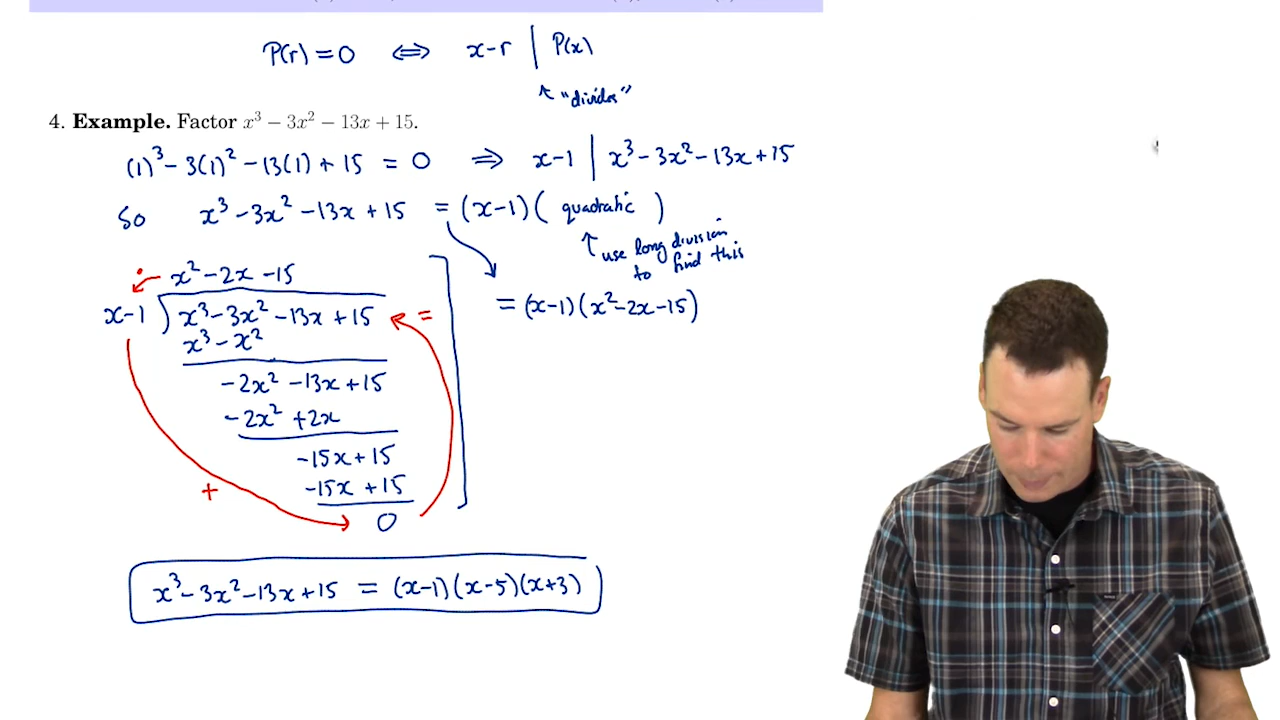 P(r) = 0 ⇔ x-r | P(x)
↑ "divides"
4. Example. Factor x³ − 3x² − 13x + 15.
(1)³ - 3(1)² - 13(1) + 15 = 0 ⇒ x-1 | x³ - 3x² - 13x + 15
So x³ - 3x² - 13x + 15 = (x-1)( quadratic )
↑ use long division
to find this
x² - 2x - 15
x-1 ) x³ - 3x² - 13x + 15 =
= (x-1)(x² - 2x - 15)
x³ - x²
-2x² - 13x + 15
-2x² + 2x
-15x + 15
-15x + 15
+
0
x³ - 3x² - 13x + 15 = (x-1)(x-5)(x+3)